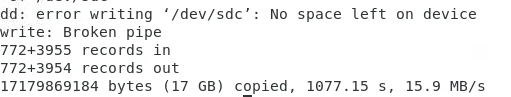 dd: error writing ‘/dev/sdc’: No space left on device
write: Broken pipe
772+3955 records in
772+3954 records out
17179869184 bytes (17 GB) copied, 1077.15 s, 15.9 MB/s